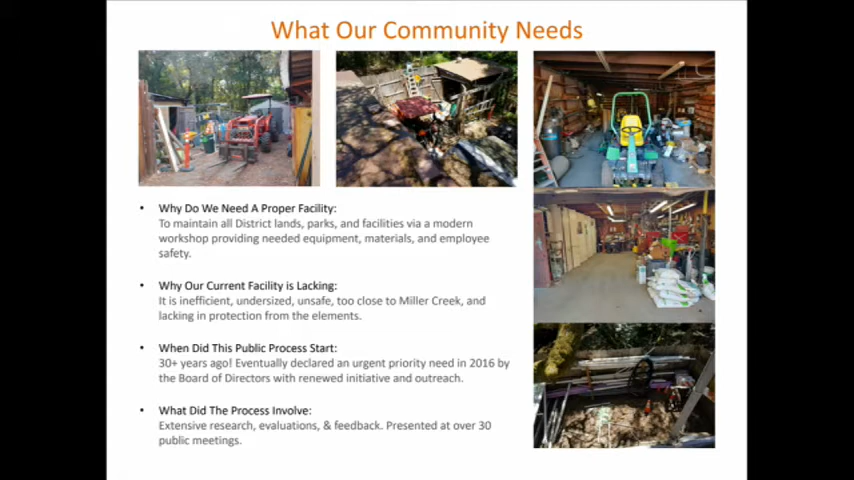 What Our Community Needs
• Why Do We Need A Proper Facility:
To maintain all District lands, parks, and facilities via a modern
workshop providing needed equipment, materials, and employee
safety.
• Why Our Current Facility is Lacking:
It is inefficient, undersized, unsafe, too close to Miller Creek, and
lacking in protection from the elements.
• When Did This Public Process Start:
30+ years ago! Eventually declared an urgent priority need in 2016 by
the Board of Directors with renewed initiative and outreach.
• What Did The Process Involve:
Extensive research, evaluations, & feedback. Presented at over 30
public meetings.